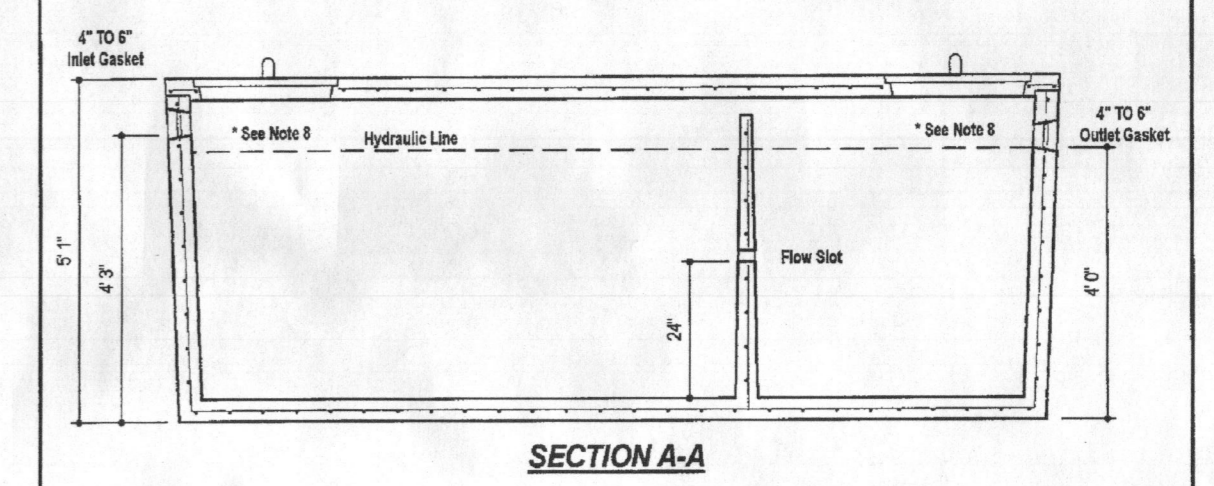 4" TO 6"
Inlet Gasket
* See Note 8
Hydraulic Line
* See Note 8
4" TO 6"
Outlet Gasket
5' 1"
4'3"
Flow Slot
24"
4' 0"
SECTION A-A